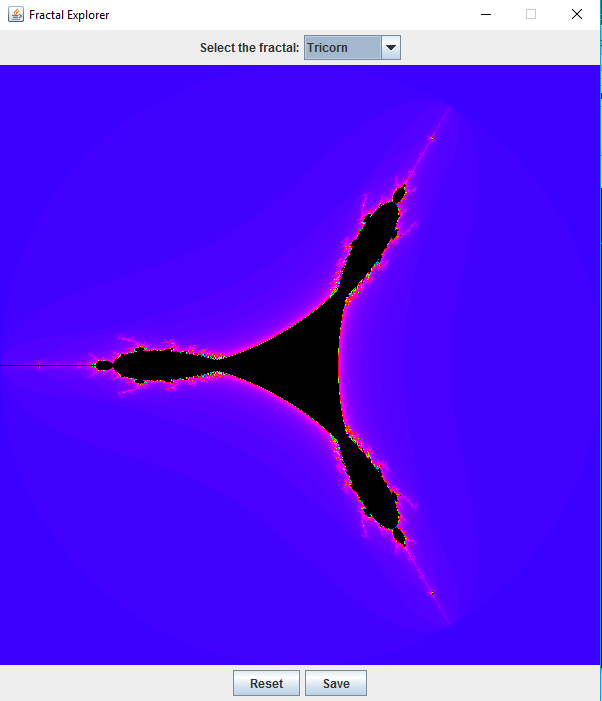 Fractal Explorer
Select the fractal: Tricorn
Reset Save